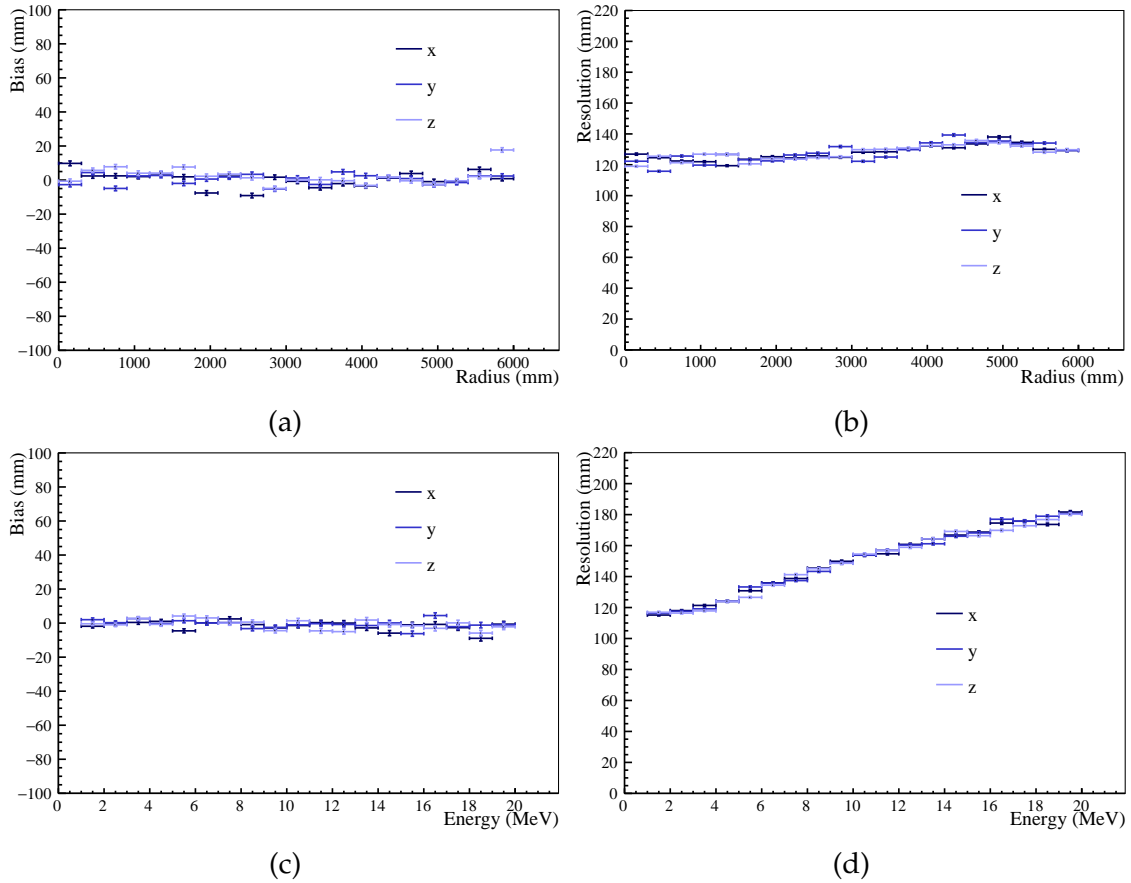 Bias (mm)
100
80
60
40
20
0
−20
−40
−60
−80
−100
0 1000 2000 3000 4000 5000 6000
Radius (mm)
x
y
z
(a)
Resolution (mm)
220
200
180
160
140
120
100
80
60
40
20
0
0 1000 2000 3000 4000 5000 6000
Radius (mm)
x
y
z
(b)
Bias (mm)
100
80
60
40
20
0
−20
−40
−60
−80
−100
0 2 4 6 8 10 12 14 16 18 20
Energy (MeV)
x
y
z
(c)
Resolution (mm)
220
200
180
160
140
120
100
80
60
40
20
0
0 2 4 6 8 10 12 14 16 18 20
Energy (MeV)
x
y
z
(d)